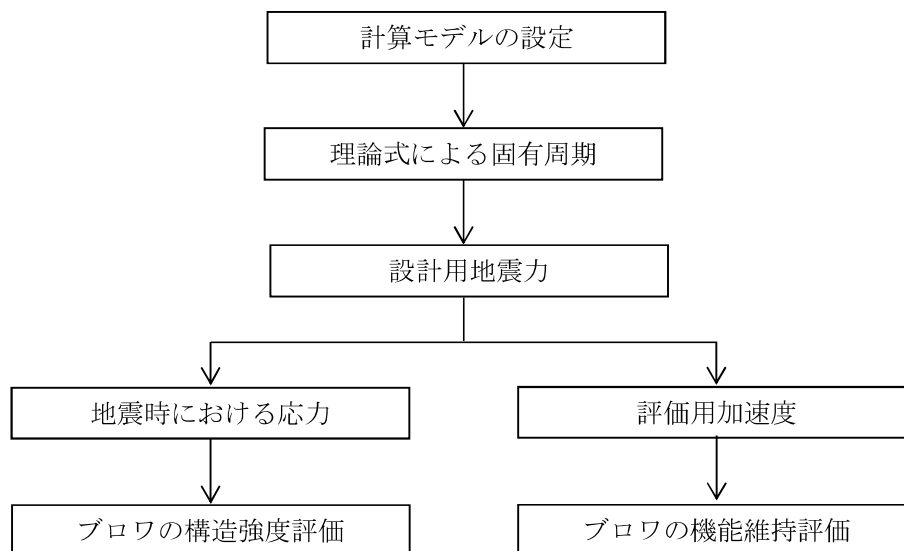 計算モデルの設定
理論式による固有周期
設計用地震力
地震時における応力
評価用加速度
ブロワの構造強度評価
ブロワの機能維持評価